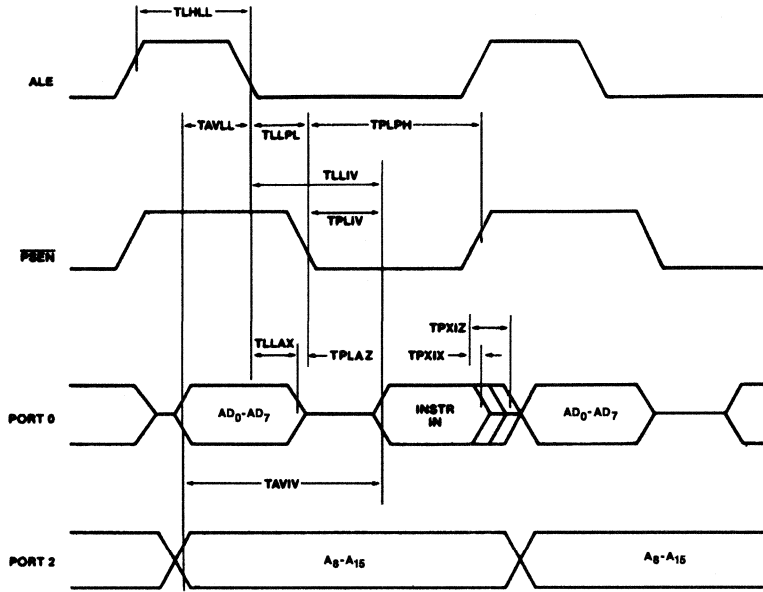 TLHLL
ALE
TAVLL
TLLPL
TPLPH
TLLIV
TPLIV
PSEN
TPXIZ
TLLAX
TPLAZ
TPXIX
PORT 0
AD0-AD7
INSTR
IN
AD0-AD7
TAVIV
PORT 2
A8-A15
A8-A15